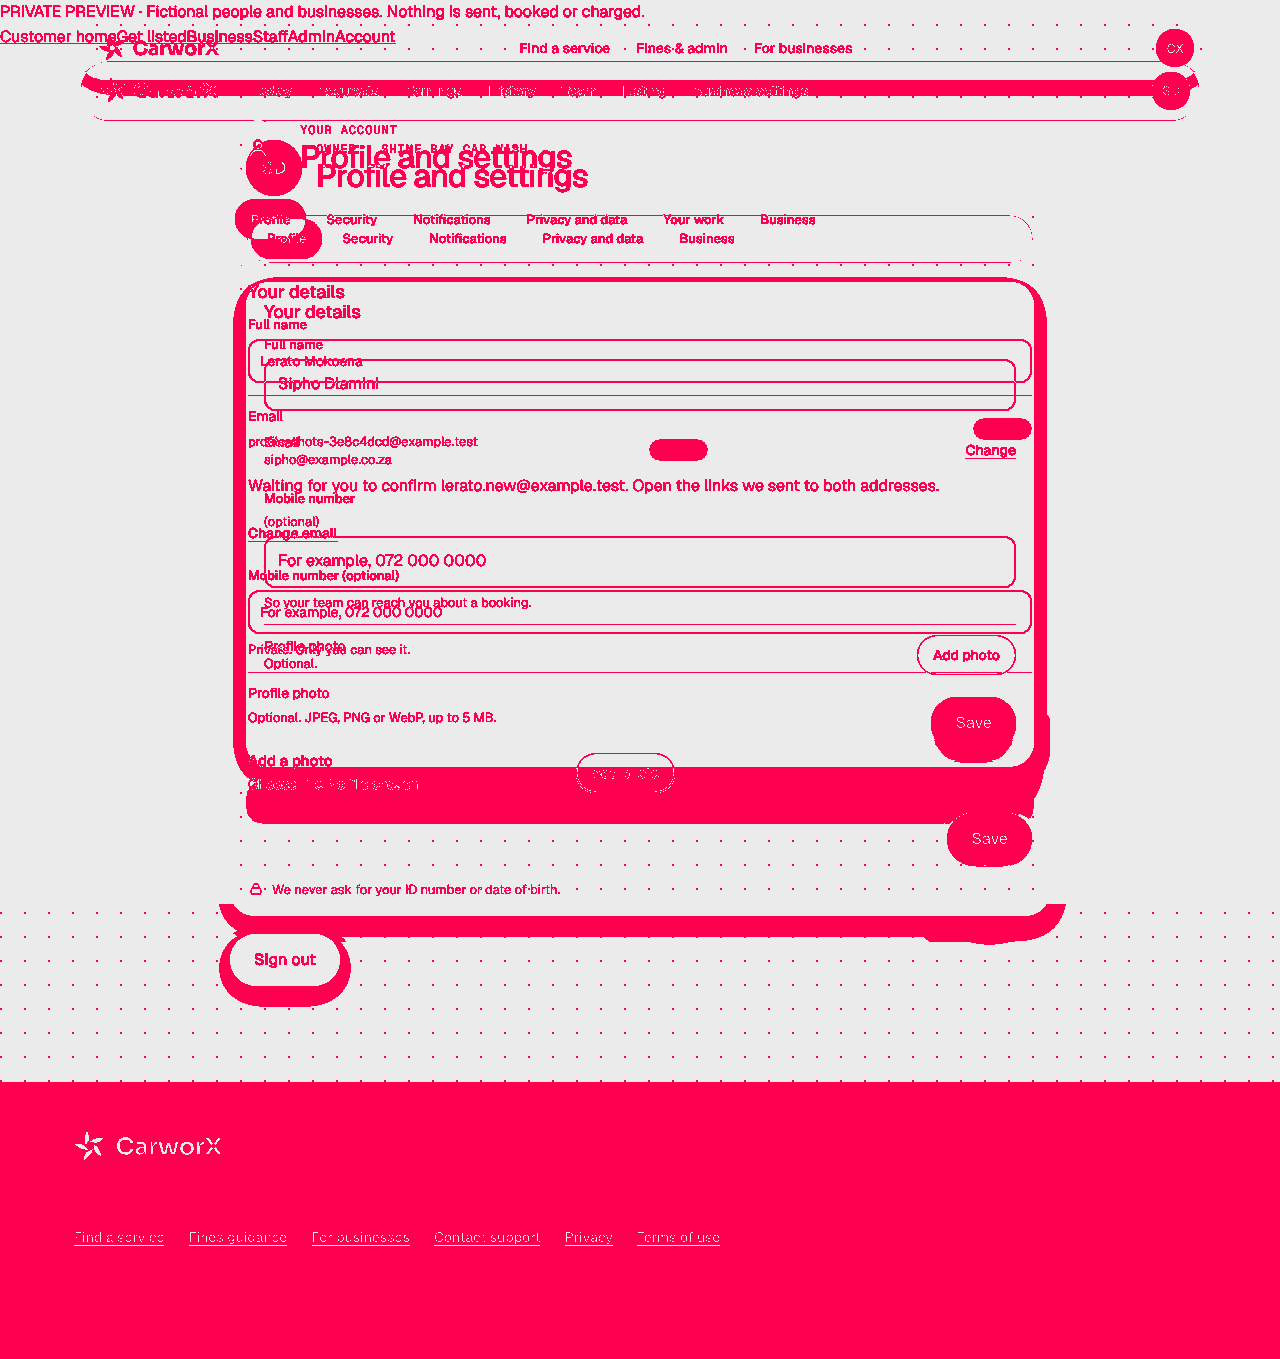 PRIVATE PREVIEW · Fictional people and businesses. Nothing is sent, booked or charged.
Customer homeGet listedBusinessStaffAdminAccount
CarworX
Find a service
Fines & admin
For businesses
CX
YOUR ACCOUNT
OWNER · SHINE BAY CAR WASH
Profile and settings
Profile and settings
Profile Security Notifications Privacy and data Your work Business
Profile Security Notifications Privacy and data Business
Your details
Your details
Full name
Full name
Lerato Mokoena
Sipho Dlamini
Email
profileshots-3e8c4dcd@example.test
Change
sipho@example.co.za
Waiting for you to confirm lerato.new@example.test. Open the links we sent to both addresses.
Mobile number
(optional)
Change email
For example, 072 000 0000
Mobile number (optional)
So your team can reach you about a booking.
For example, 072 000 0000
Profile photo
Private. Only you can see it.
Optional.
Add photo
Profile photo
Optional. JPEG, PNG or WebP, up to 5 MB.
Save
Add a photo
Save
We never ask for your ID number or date of birth.
Sign out
CarworX
Find a service Fines guidance For businesses Contact support Privacy Terms of use